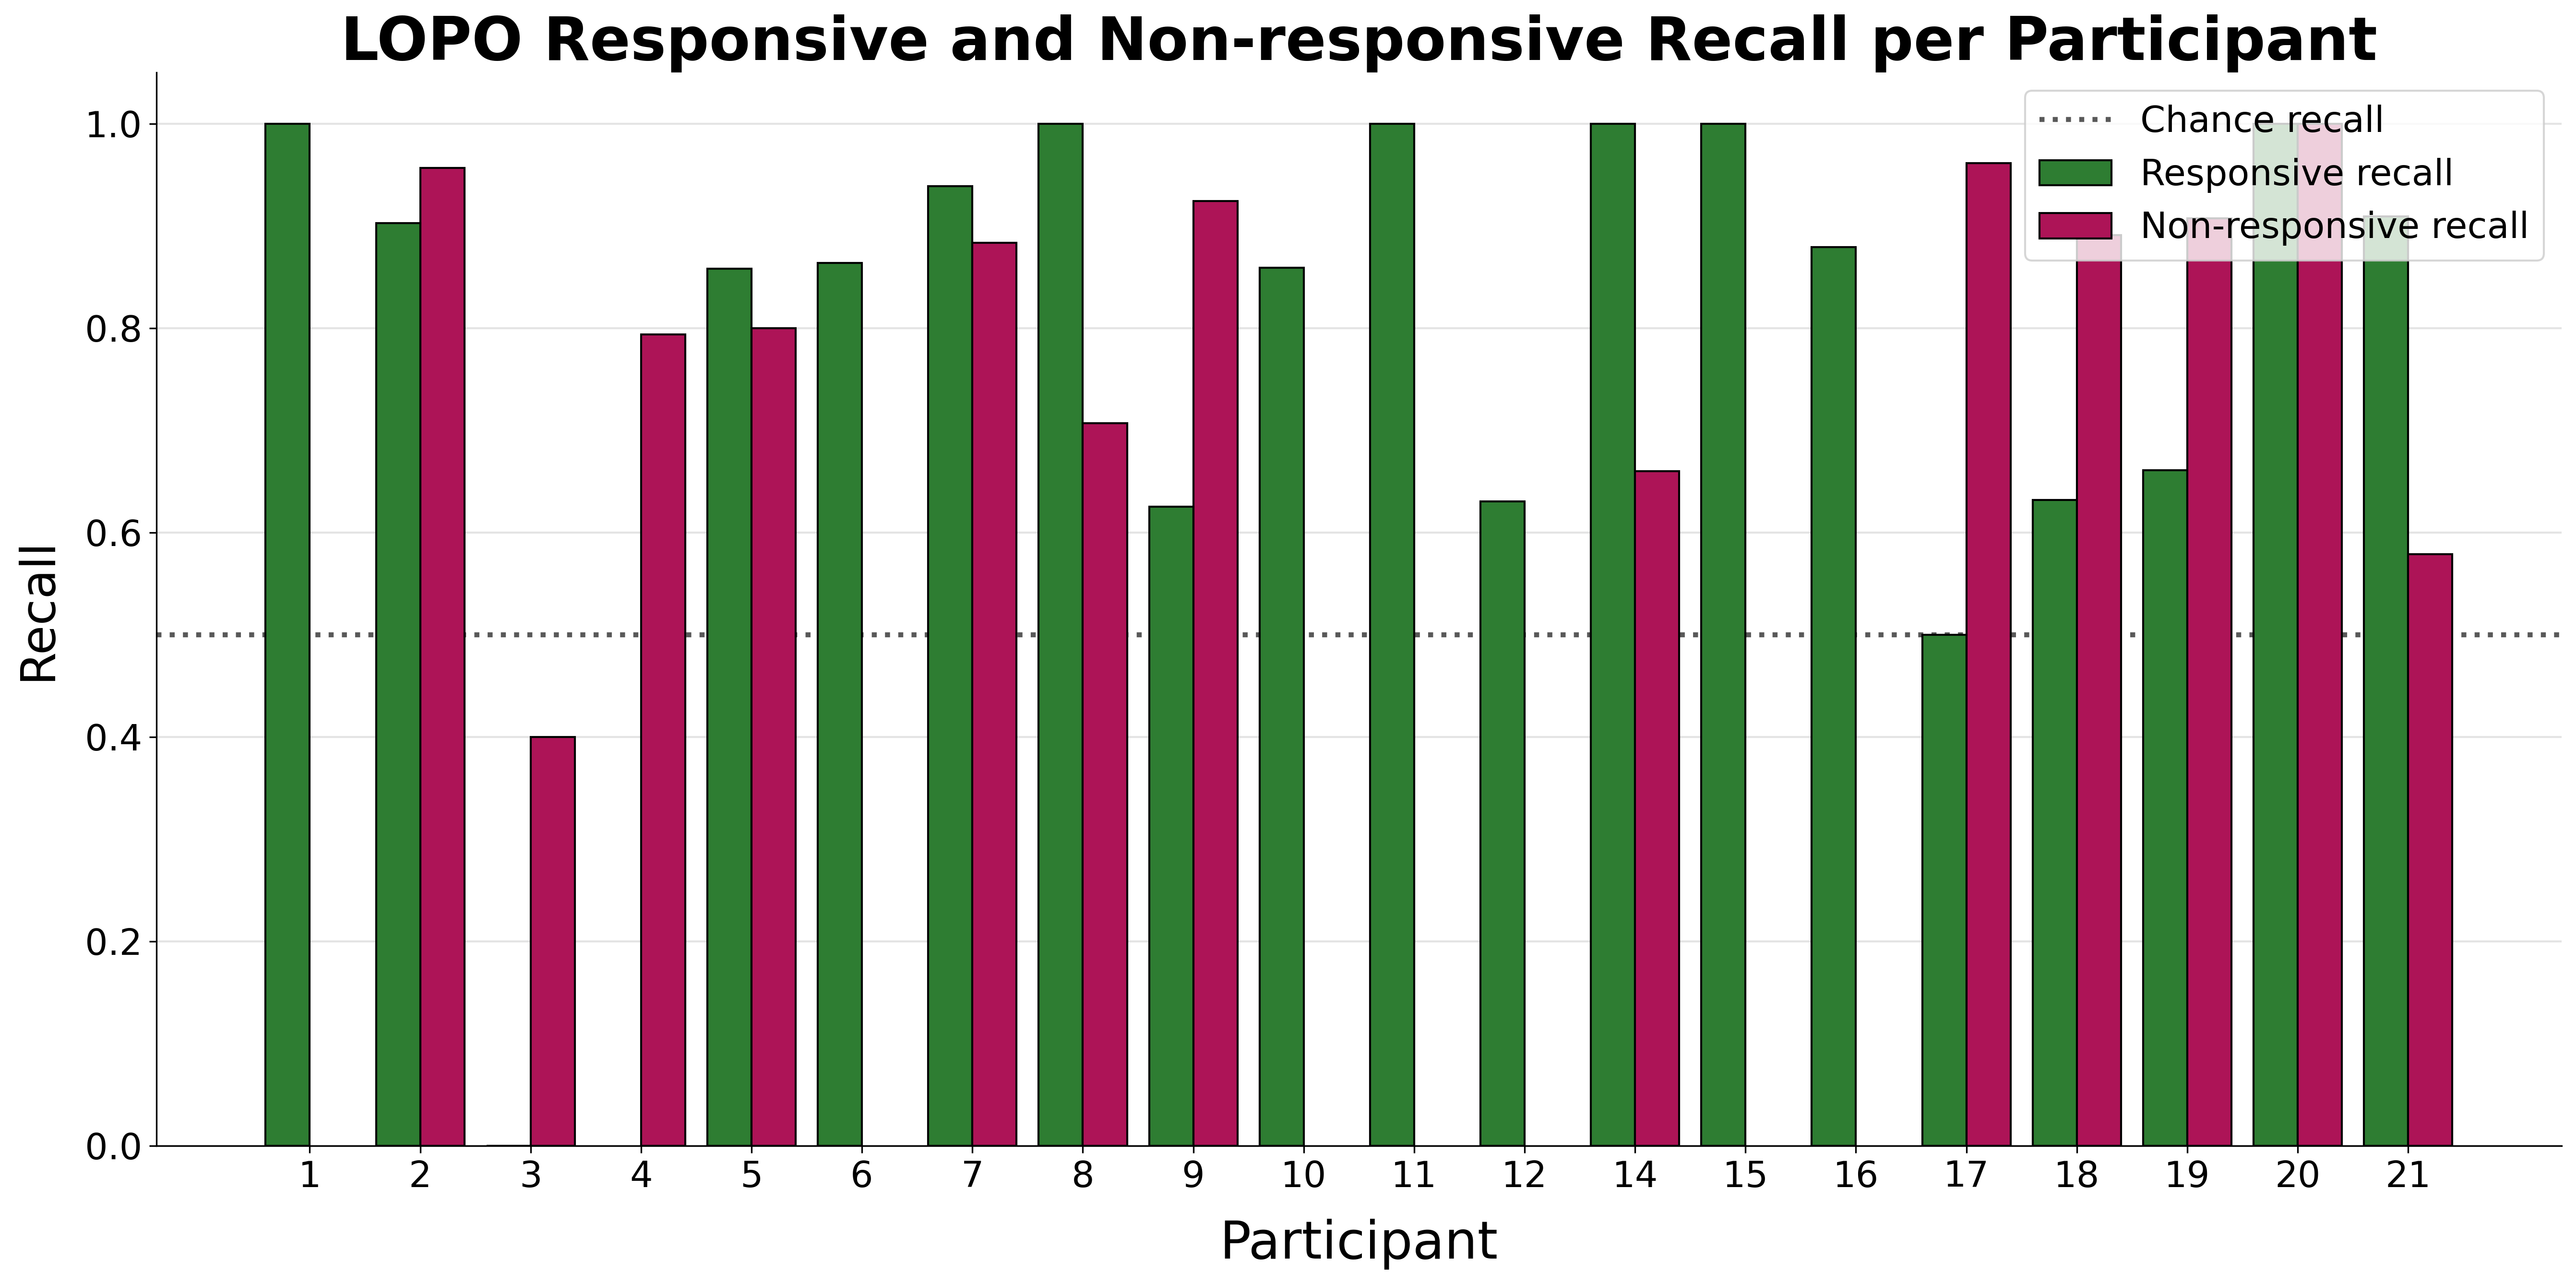 LOPO Responsive and Non-responsive Recall per Participant
Chance recall
Responsive recall
Non-responsive recall
Recall
1.0
0.8
0.6
0.4
0.2
0.0
1 2 3 4 5 6 7 8 9 10 11 12 14 15 16 17 18 19 20 21
Participant